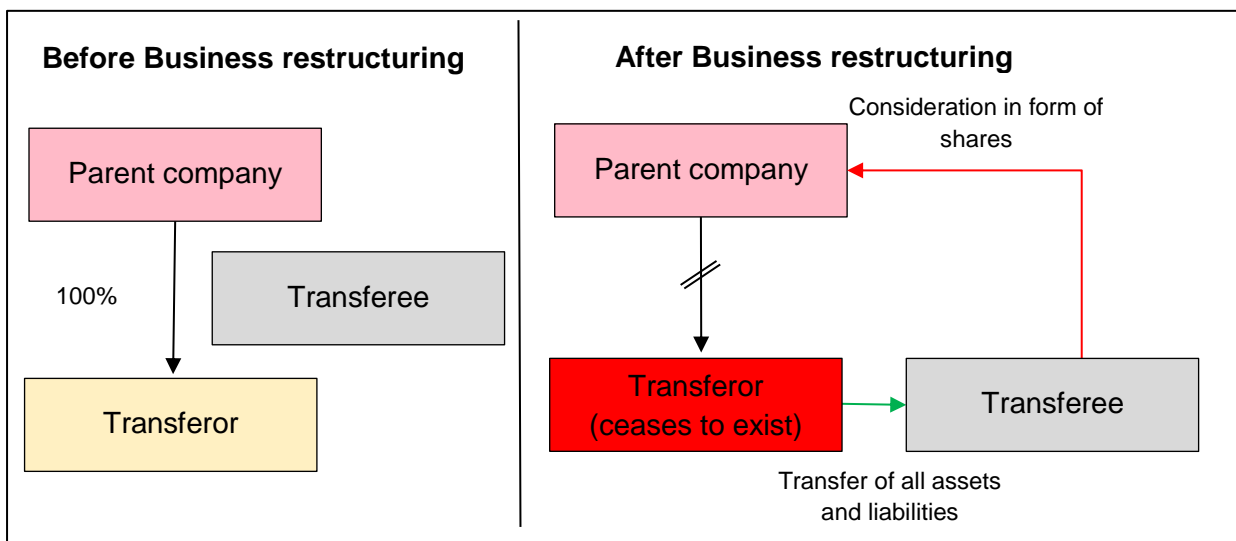 Before Business restructuring
Parent company
100%
Transferee
Transferor
After Business restructuring
Consideration in form of
shares
Parent company
Transferor
(ceases to exist)
Transferee
Transfer of all assets
and liabilities